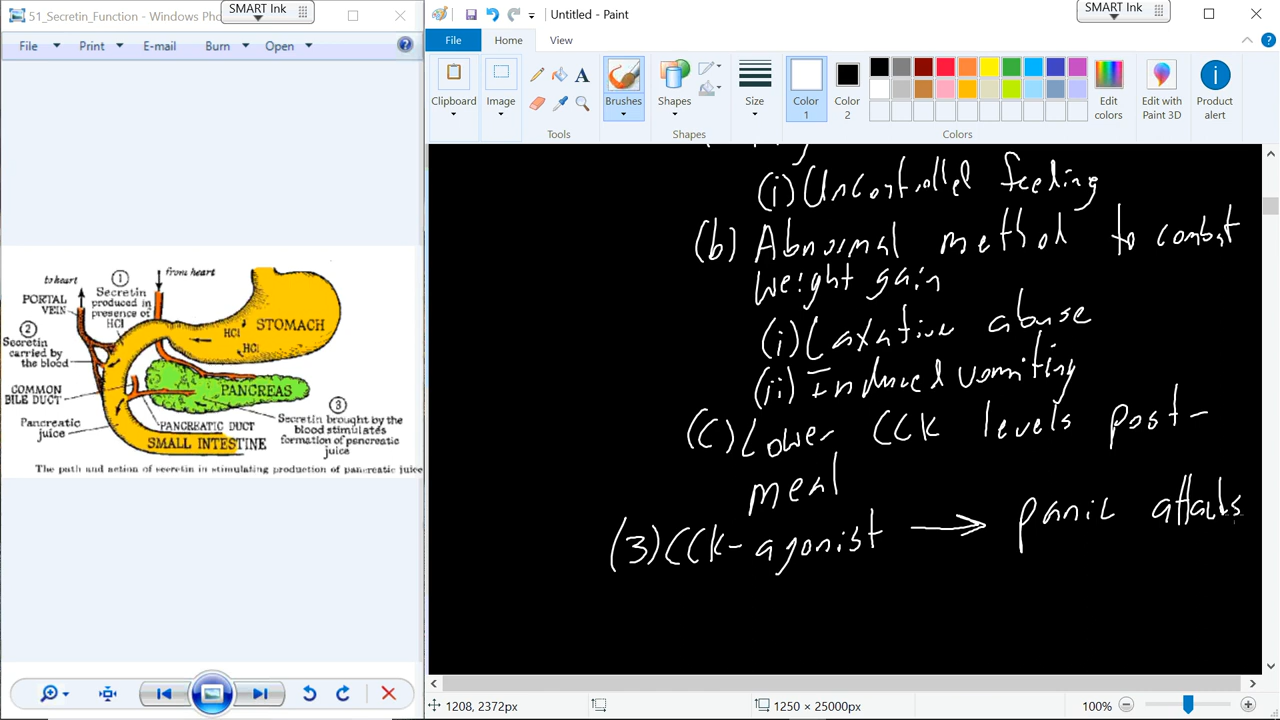 51_Secretin_Function - Windows Pho
SMART Ink
File Print E-mail Burn Open
to heart
from heart
PORTAL
VEIN
1
Secretin
produced in
presence of
HCl
HCl
HCl
STOMACH
2
Secretin
carried by
the blood
COMMON
BILE DUCT
Pancreatic
juice
PANCREAS
PANCREATIC DUCT
SMALL INTESTINE
3
Secretin brought by the
blood stimulates
formation of pancreatic
juice
The path and action of secretin in stimulating production of pancreatic juice
Untitled - Paint
SMART Ink
File Home View
Clipboard
Image
Tools
Brushes
Shapes
Shapes
Size
Color
1
Color
2
Colors
Edit
colors
Edit with
Paint 3D
Product
alert
(i) Uncontrolled feeding
(b) Abnormal method to combat
weight gain
(i) Laxative abuse
(ii) Induced vomiting
(C) Lower CCK levels post-
meal
(3) CCK-agonist → panic attacks
1208, 2372px
1250 × 25000px
100%